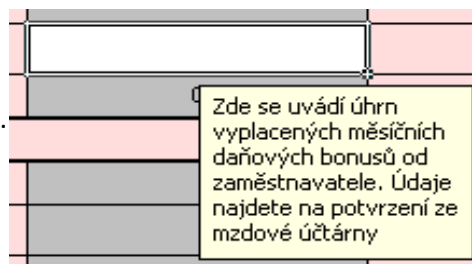 Zde se uvádí úhrn
vyplacených měsíčních
daňových bonusů od
zaměstnavatele. Údaje
najdete na potvrzení ze
mzdové účtárny